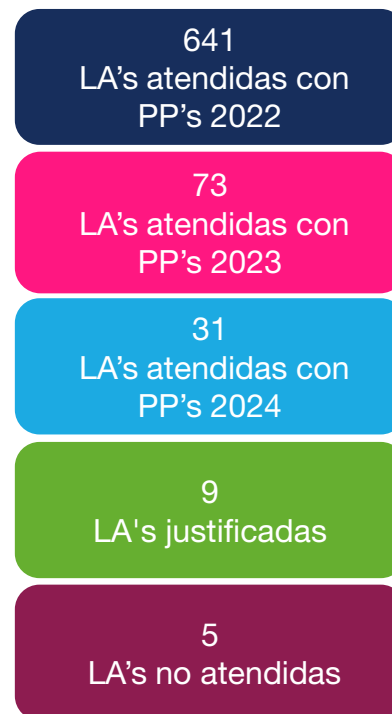 641
LA’s atendidas con
PP’s 2022
73
LA’s atendidas con
PP’s 2023
31
LA’s atendidas con
PP’s 2024
9
LA's justificadas
5
LA’s no atendidas